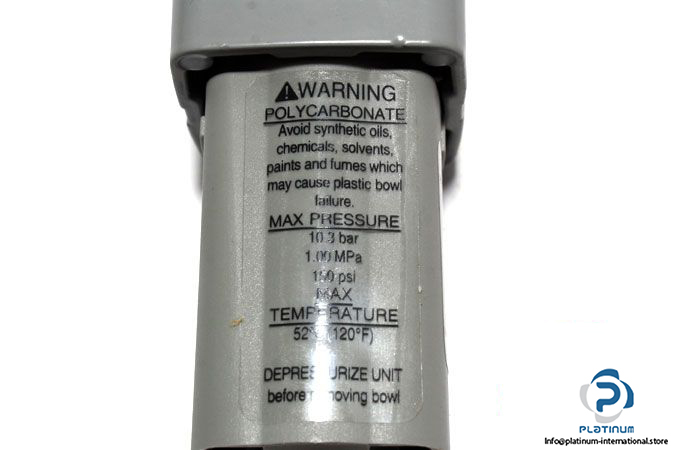 ⚠WARNING
POLYCARBONATE
Avoid synthetic oils,
chemicals, solvents,
paints and fumes which
may cause plastic bowl
failure.
MAX PRESSURE
10.3 bar
1.00 MPa
150 psi
MAX
TEMPERATURE
52°C (120°F)
DEPRESSURIZE UNIT
before removing bowl
PLATINUM
info@platinum-international.store